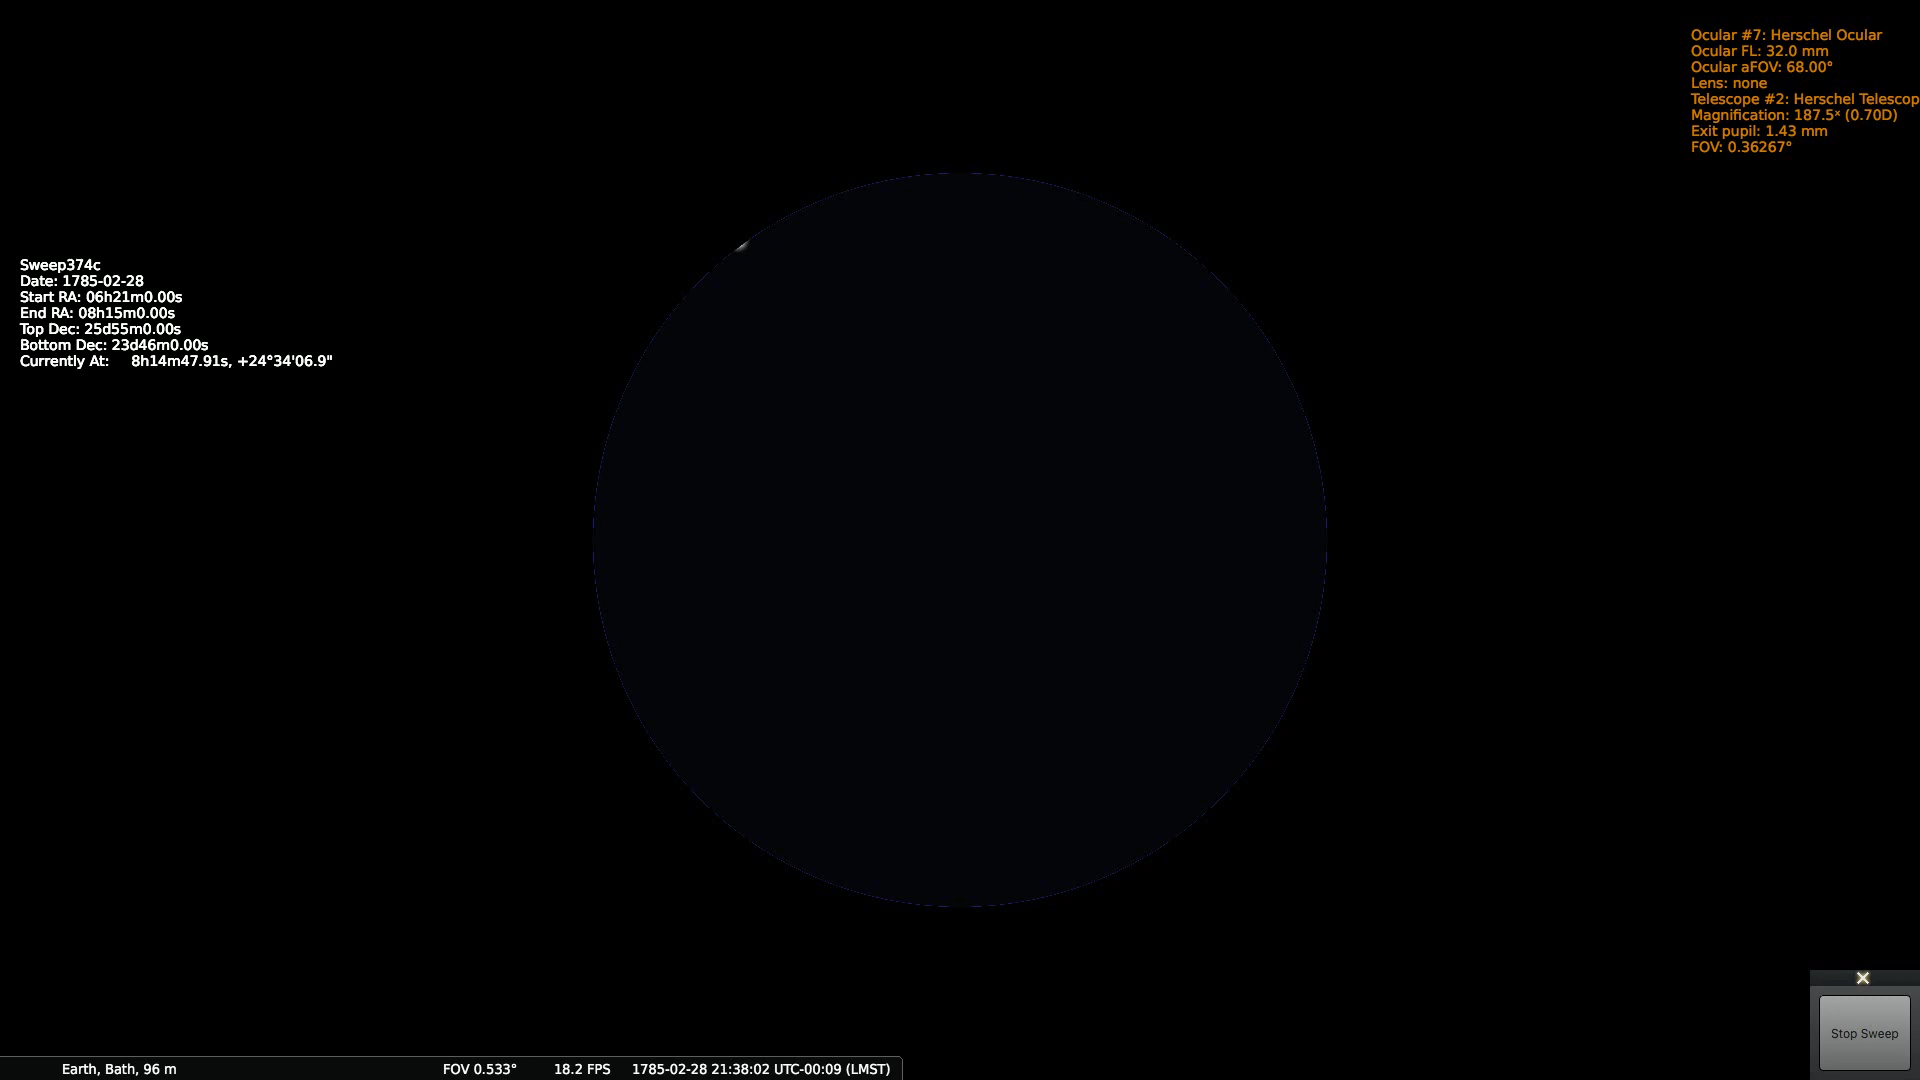 Ocular #7: Herschel Ocular
Ocular FL: 32.0 mm
Ocular aFOV: 68.00°
Lens: none
Telescope #2: Herschel Telescop
Magnification: 187.5ˣ (0.70D)
Exit pupil: 1.43 mm
FOV: 0.36267°
Sweep374c
Date: 1785-02-28
Start RA: 06h21m0.00s
End RA: 08h15m0.00s
Top Dec: 25d55m0.00s
Bottom Dec: 23d46m0.00s
Currently At: 8h14m47.91s, +24°34'06.9"
Stop Sweep
Earth, Bath, 96 m FOV 0.533° 18.2 FPS 1785-02-28 21:38:02 UTC-00:09 (LMST)